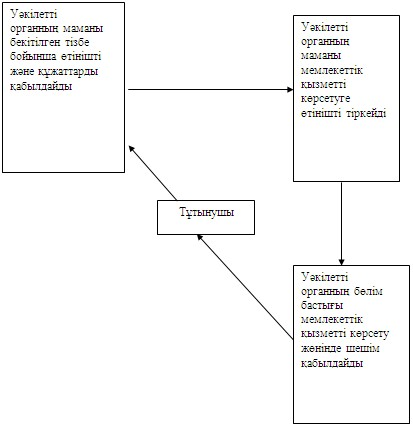 Уәкілетті
органның маманы
бекітілген тізбе
бойынша өтінішті
және құжаттарды
қабылдайды
Уәкілетті
органның
маманы
мемлекеттік
қызметті
көрсетуге
өтінішті тіркейді
Тұтынушы
Уәкілетті
органның бөлім
бастығы
мемлекеттік
қызметті көрсету
жөнінде шешім
қабылдайды